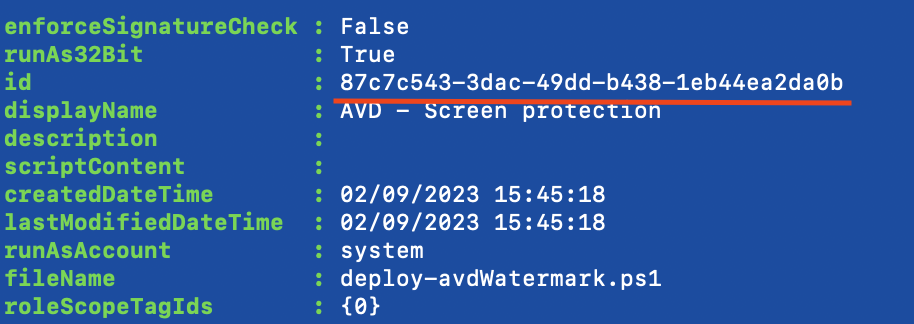 enforceSignatureCheck : False
runAs32Bit : True
id : 87c7c543-3dac-49dd-b438-1eb44ea2da0b
displayName : AVD - Screen protection
description :
scriptContent :
createdDateTime : 02/09/2023 15:45:18
lastModifiedDateTime : 02/09/2023 15:45:18
runAsAccount : system
fileName : deploy-avdWatermark.ps1
roleScopeTagIds : {0}